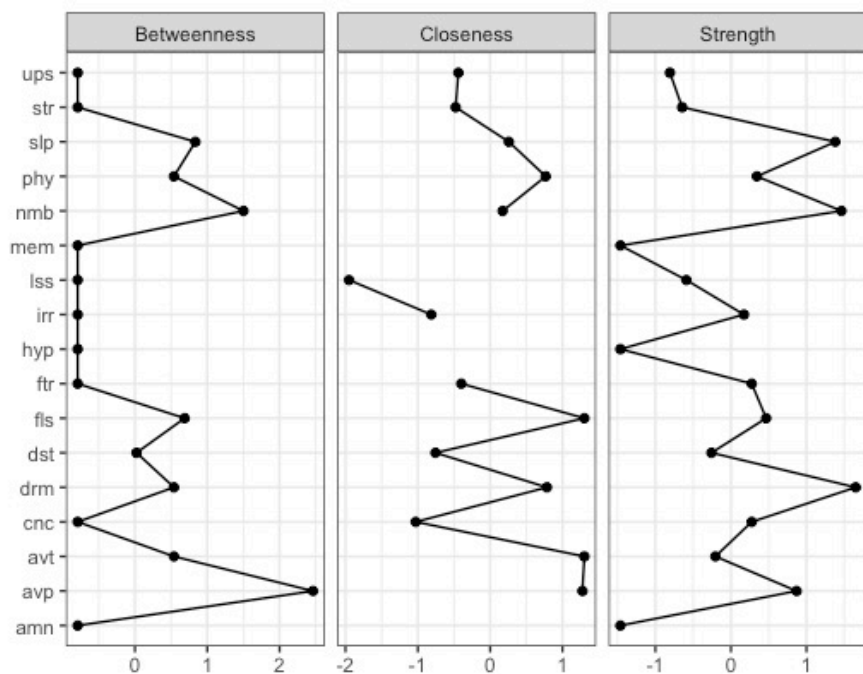 Betweenness Closeness Strength
ups
str
slp
phy
nmb
mem
lss
irr
hyp
ftr
fls
dst
drm
cnc
avt
avp
amn
0 1 2 -2 -1 0 1 -1 0 1